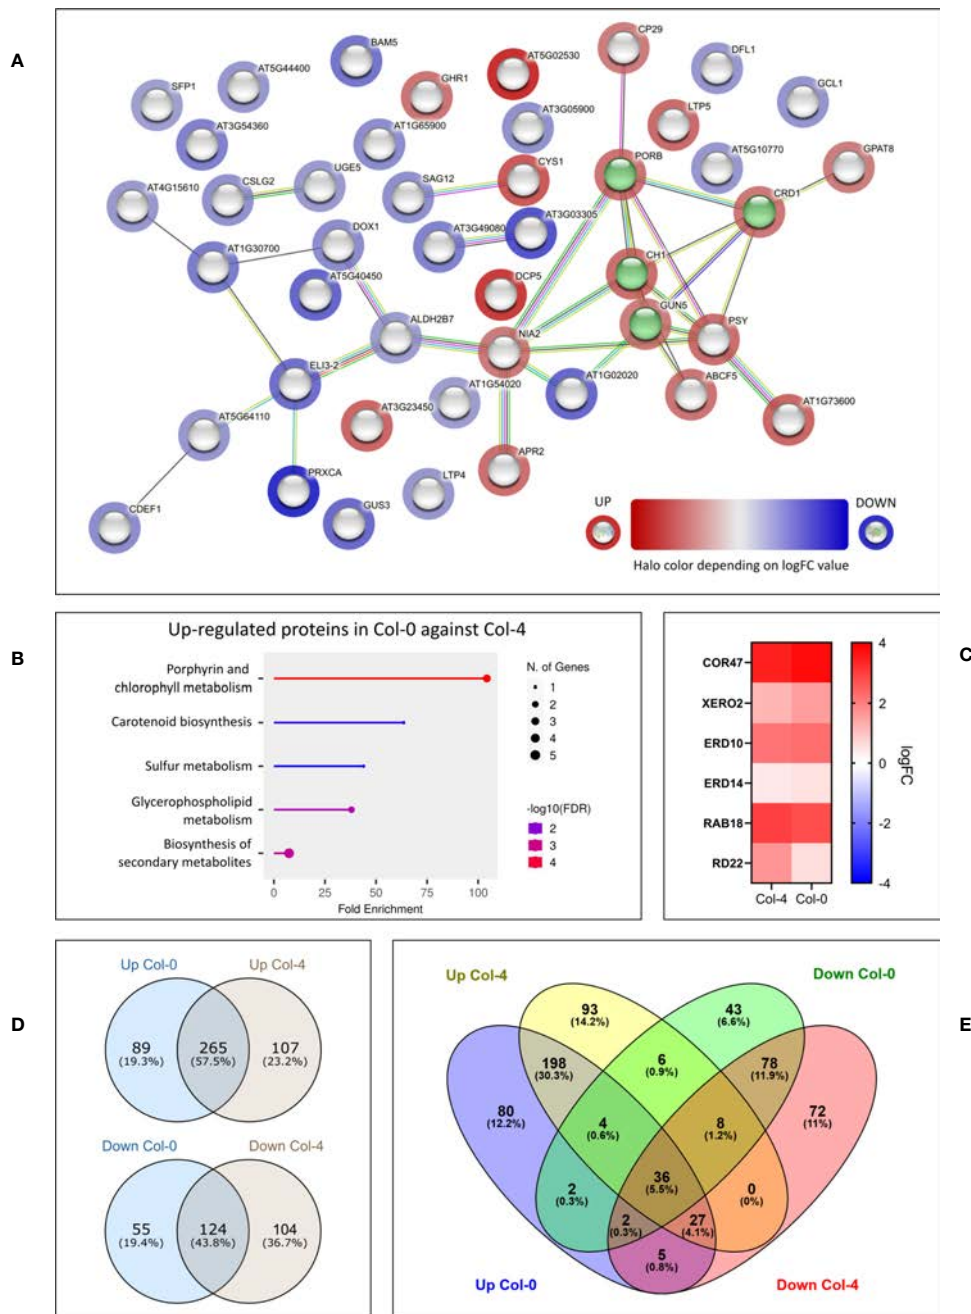 A
CP29
BAM5
AT5G02530
DFL1
AT5G44400
SFP1
GHR1
GCL1
LTP5
AT3G54360
AT1G65900
AT3G05900
AT5G10770
GPAT8
PORB
CYS1
UGE5
CSLG2
SAG12
CRD1
AT4G15610
AT3G03305
DOX1
AT3G49080
AT1G30700
CH1
AT5G40450
DCP5
GUN5
PSY
ALDH2B7
NIA2
ELI3-2
AT1G54020
AT1G02020
ABCF5
AT1G73600
AT3G23450
AT5G64110
APR2
PRXCA
LTP4
CDEF1
GUS3
UP
DOWN
Halo color depending on logFC value
B
Up-regulated proteins in Col-0 against Col-4
Porphyrin and
chlorophyll metabolism
Carotenoid biosynthesis
Sulfur metabolism
Glycerophospholipid
metabolism
Biosynthesis of
secondary metabolites
0
25
50
75
100
Fold Enrichment
N. of Genes
1
2
3
4
5
-log10(FDR)
2
3
4
C
COR47
XERO2
ERD10
ERD14
RAB18
RD22
Col-4
Col-0
4
2
0
-2
-4
logFC
D
Up Col-0
Up Col-4
89
(19.3%)
265
(57.5%)
107
(23.2%)
Down Col-0
Down Col-4
55
(19.4%)
124
(43.8%)
104
(36.7%)
E
Up Col-4
Down Col-0
93
(14.2%)
43
(6.6%)
198
(30.3%)
6
(0.9%)
78
(11.9%)
80
(12.2%)
4
(0.6%)
8
(1.2%)
72
(11%)
36
(5.5%)
2
(0.3%)
0
(0%)
2
(0.3%)
27
(4.1%)
5
(0.8%)
Up Col-0
Down Col-4